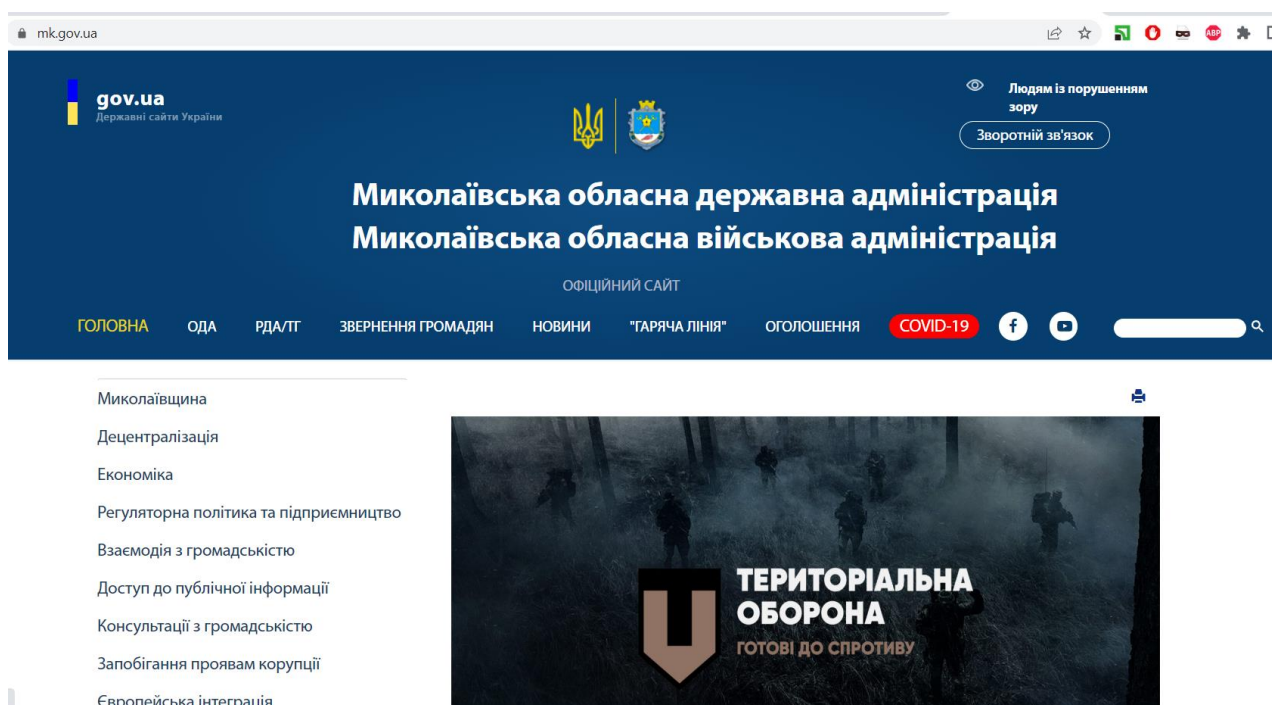 mk.gov.ua
ABP
gov.ua
Державні сайти України
Людям із порушенням
зору
Зворотній зв'язок
Миколаївська обласна державна адміністрація
Миколаївська обласна військова адміністрація
ОФІЦІЙНИЙ САЙТ
ГОЛОВНА ОДА РДА/ТГ ЗВЕРНЕННЯ ГРОМАДЯН НОВИНИ "ГАРЯЧА ЛІНІЯ" ОГОЛОШЕННЯ COVID-19
Миколаївщина
Децентралізація
Економіка
Регуляторна політика та підприємництво
Взаємодія з громадськістю
Доступ до публічної інформації
Консультації з громадськістю
Запобігання проявам корупції
Європейська інтеграція
ТЕРИТОРІАЛЬНА
ОБОРОНА
ГОТОВІ ДО СПРОТИВУ